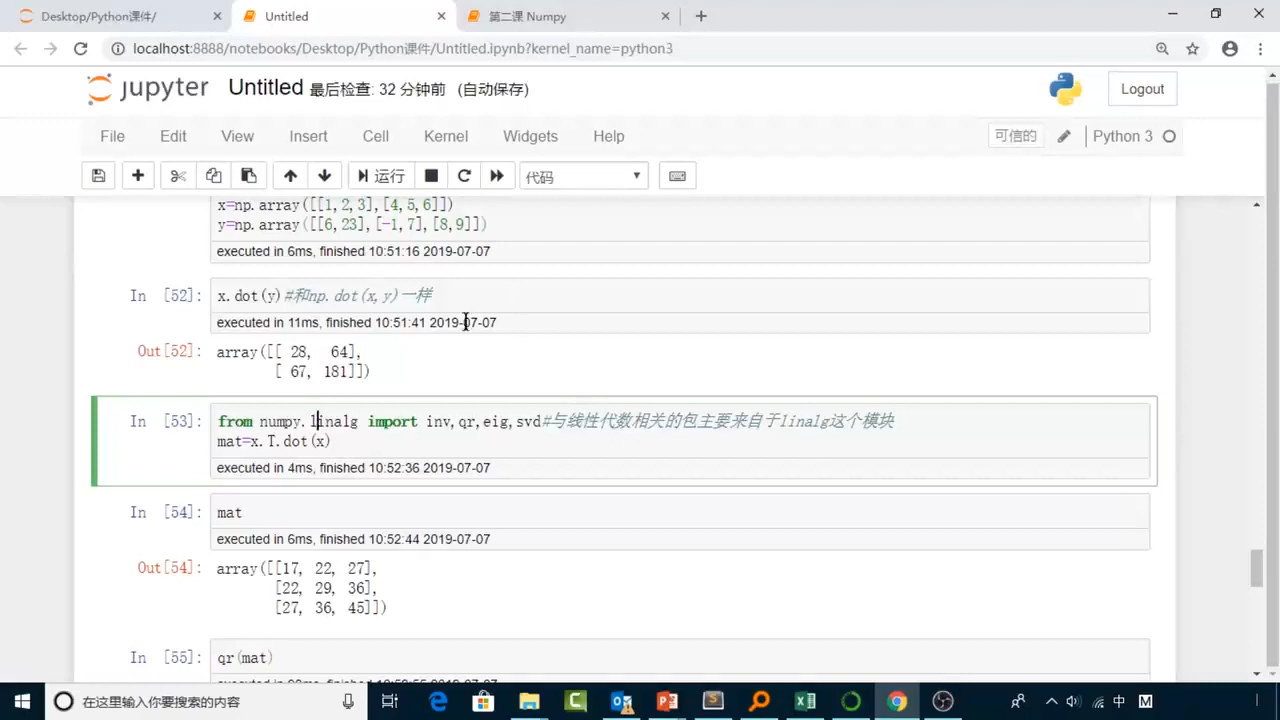 Desktop/Python课件/
Untitled
第二课 Numpy
localhost:8888/notebooks/Desktop/Python课件/Untitled.ipynb?kernel_name=python3
jupyter Untitled 最后检查: 32 分钟前 (自动保存)
Logout
File Edit View Insert Cell Kernel Widgets Help
可信的
Python 3
运行
代码
x=np.array([[1,2,3],[4,5,6]])
y=np.array([[6,23],[-1,7],[8,9]])
executed in 6ms, finished 10:51:16 2019-07-07
In [52]: x.dot(y)#和np.dot(x,y)一样
executed in 11ms, finished 10:51:41 2019-07-07
Out[52]: array([[ 28, 64],
[ 67, 181]])
In [53]: from numpy.linalg import inv,qr,eig,svd#与线性代数相关的包主要来自于linalg这个模块
mat=x.T.dot(x)
executed in 4ms, finished 10:52:36 2019-07-07
In [54]: mat
executed in 6ms, finished 10:52:44 2019-07-07
Out[54]: array([[17, 22, 27],
[22, 29, 36],
[27, 36, 45]])
In [55]: qr(mat)
在这里输入你要搜索的内容
中
M